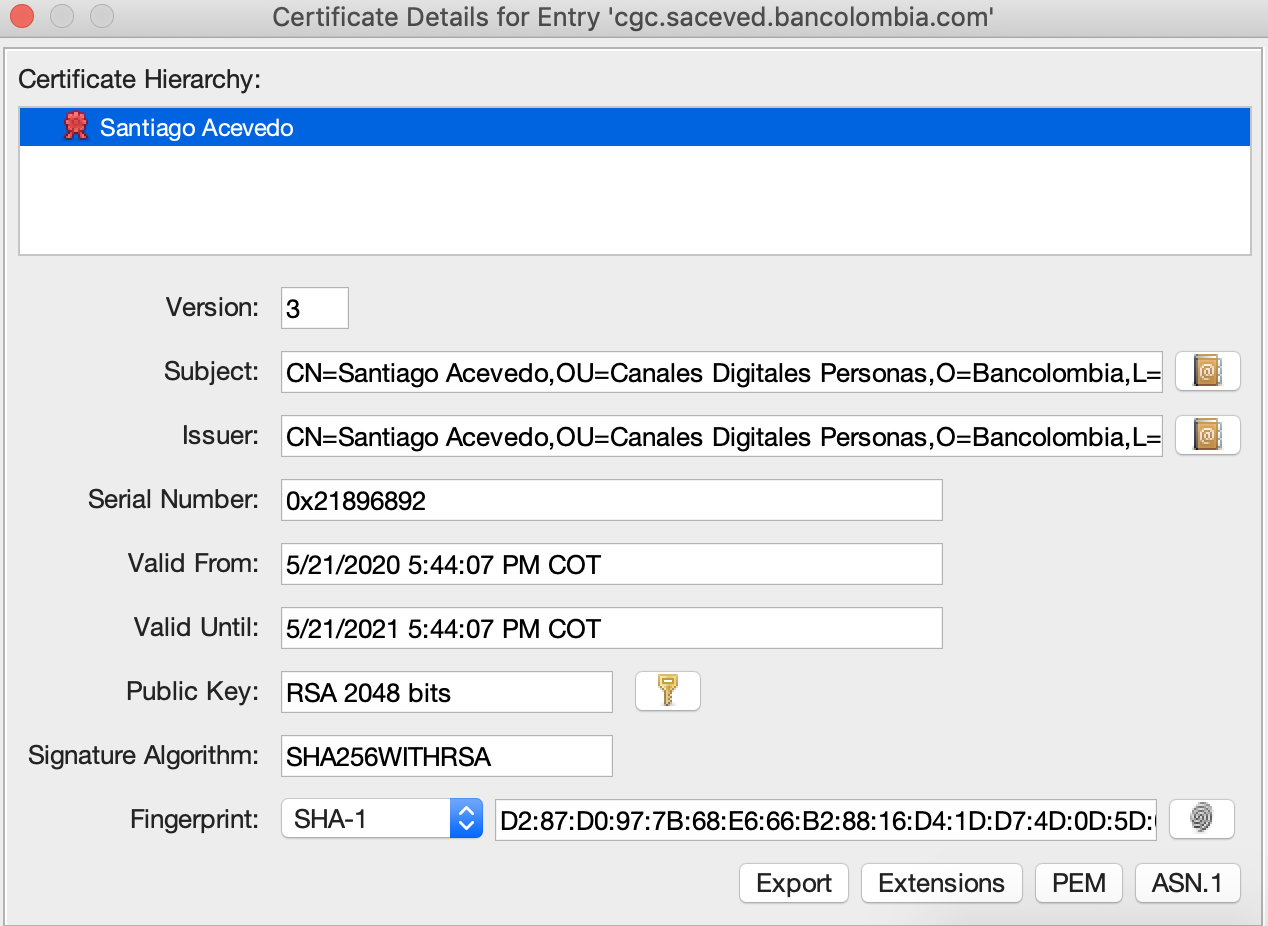 Certificate Details for Entry 'cgc.saceved.bancolombia.com'
Certificate Hierarchy:
Santiago Acevedo
Version: 3
Subject: CN=Santiago Acevedo,OU=Canales Digitales Personas,O=Bancolombia,L=
Issuer: CN=Santiago Acevedo,OU=Canales Digitales Personas,O=Bancolombia,L=
Serial Number: 0x21896892
Valid From: 5/21/2020 5:44:07 PM COT
Valid Until: 5/21/2021 5:44:07 PM COT
Public Key: RSA 2048 bits
Signature Algorithm: SHA256WITHRSA
Fingerprint: SHA-1 D2:87:D0:97:7B:68:E6:66:B2:88:16:D4:1D:D7:4D:0D:5D:
Export Extensions PEM ASN.1